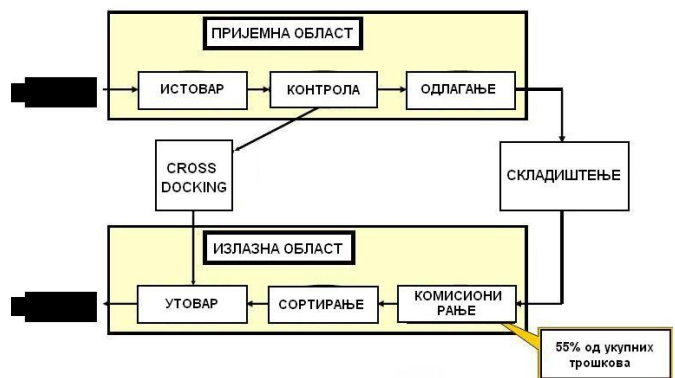 ПРИЈЕМНА ОБЛАСТ
ИСТОВАР
КОНТРОЛА
ОДЛАГАЊЕ
CROSS
DOCKING
СКЛАДИШТЕЊЕ
ИЗЛАЗНА ОБЛАСТ
УТОВАР
СОРТИРАЊЕ
КОМИСИОНИ
РАЊЕ
55% од укупних
трошкова